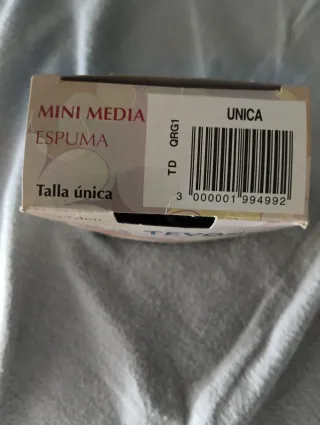 MINI MEDIA
ESPUMA
Talla única
TD QRG1
UNICA
3 000001 994992